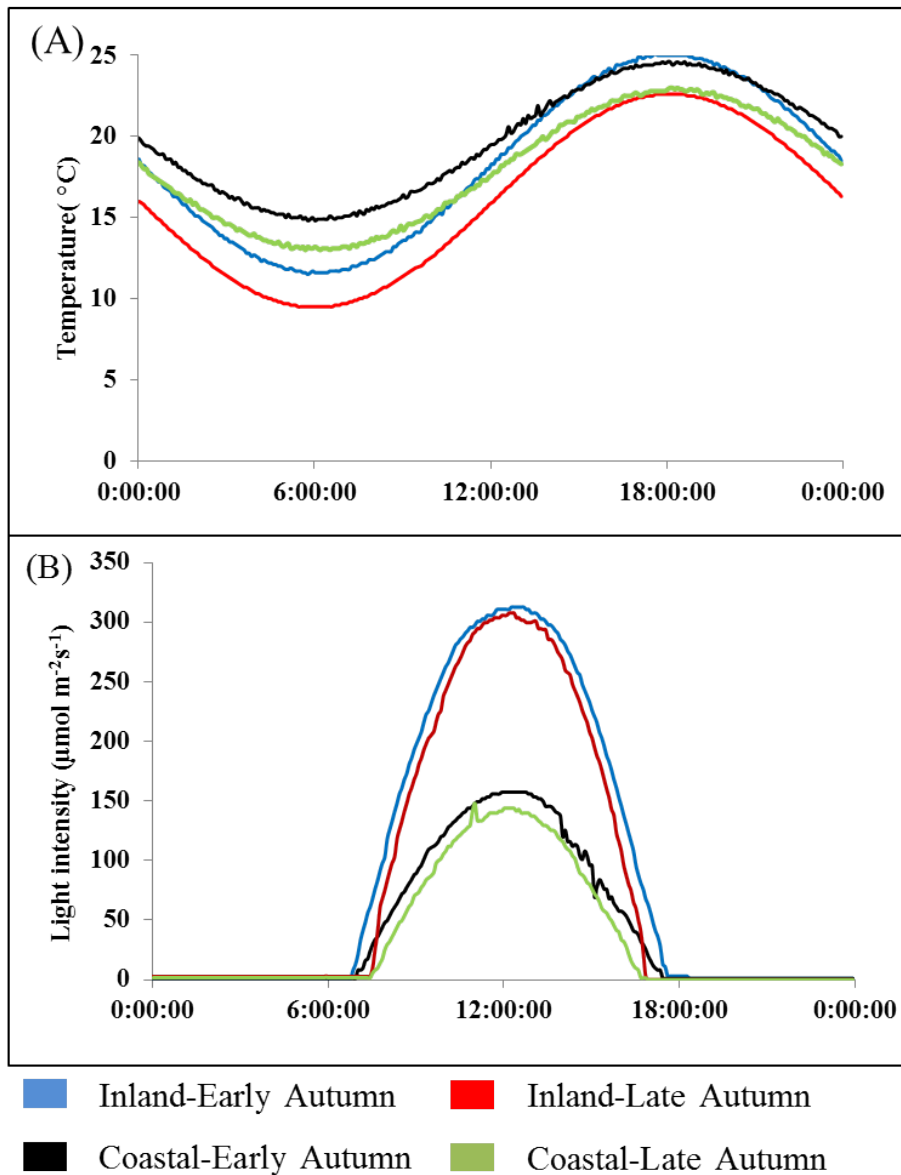 (A)
Temperature( °C)
25
20
15
10
5
0
0:00:00 6:00:00 12:00:00 18:00:00 0:00:00
(B)
Light intensity (µmol m-2s-1)
350
300
250
200
150
100
50
0
0:00:00 6:00:00 12:00:00 18:00:00 0:00:00
Inland-Early Autumn Inland-Late Autumn
Coastal-Early Autumn Coastal-Late Autumn